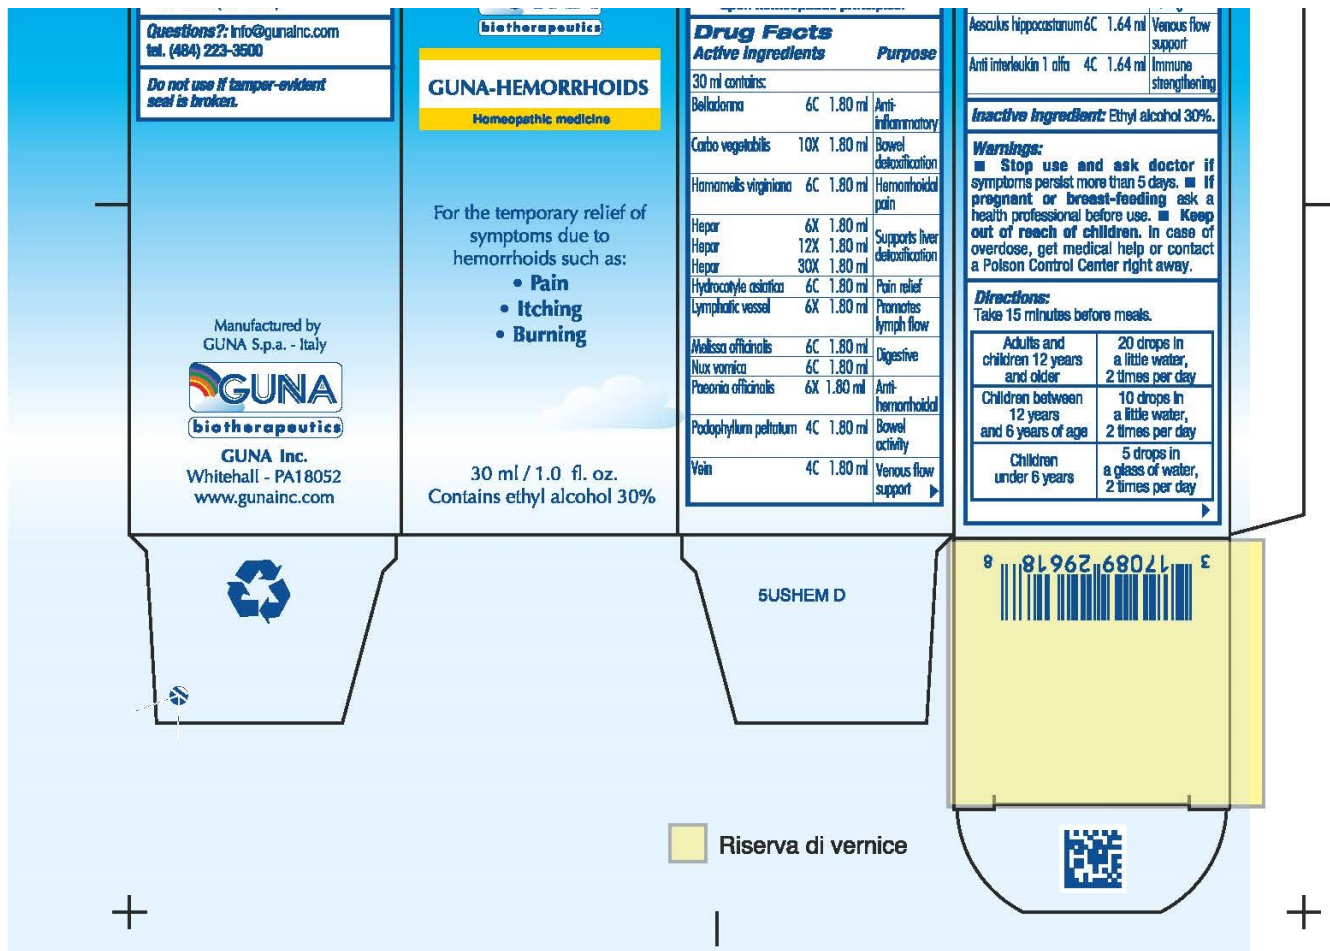 Questions?: info@gunainc.com
tel. (484) 223-3500
Do not use if tamper-evident
seal is broken.
Manufactured by
GUNA S.p.a. - Italy
GUNA
biotherapeutics
GUNA Inc.
Whitehall - PA18052
www.gunainc.com
biotherapeutics
GUNA-HEMORRHOIDS
Homeopathic medicine
For the temporary relief of
symptoms due to
hemorrhoids such as:
• Pain
• Itching
• Burning
30 ml / 1.0 fl. oz.
Contains ethyl alcohol 30%
Drug Facts
Active ingredients Purpose
30 ml contains:
Belladonna 6C 1.80 ml Anti-
inflammatory
Carbo vegetabilis 10X 1.80 ml Bowel
detoxification
Hamamelis virginiana 6C 1.80 ml Hemorrhoidal
pain
Hepar 6X 1.80 ml
Hepar 12X 1.80 ml Supports liver
Hepar 30X 1.80 ml detoxification
Hydrocotyle asiatica 6C 1.80 ml Pain relief
Lymphatic vessel 6X 1.80 ml Promotes
lymph flow
Melissa officinalis 6C 1.80 ml Digestive
Nux vomica 6C 1.80 ml
Paeonia officinalis 6X 1.80 ml Anti-
hemorrhoidal
Podophyllum peltatum 4C 1.80 ml Bowel
activity
Vein 4C 1.80 ml Venous flow
support
Aesculus hippocastanum 6C 1.64 ml Venous flow
support
Anti interleukin 1 alfa 4C 1.64 ml Immune
strengthening
Inactive ingredient: Ethyl alcohol 30%.
Warnings:
■ Stop use and ask doctor if
symptoms persist more than 5 days. ■ If
pregnant or breast-feeding ask a
health professional before use. ■ Keep
out of reach of children. In case of
overdose, get medical help or contact
a Poison Control Center right away.
Directions:
Take 15 minutes before meals.
Adults and 20 drops in
children 12 years a little water,
and older 2 times per day
Children between 10 drops in
12 years a little water,
and 6 years of age 2 times per day
Children 5 drops in
under 6 years a glass of water,
2 times per day
5USHEM D
3 17089 29618 8
Riserva di vernice